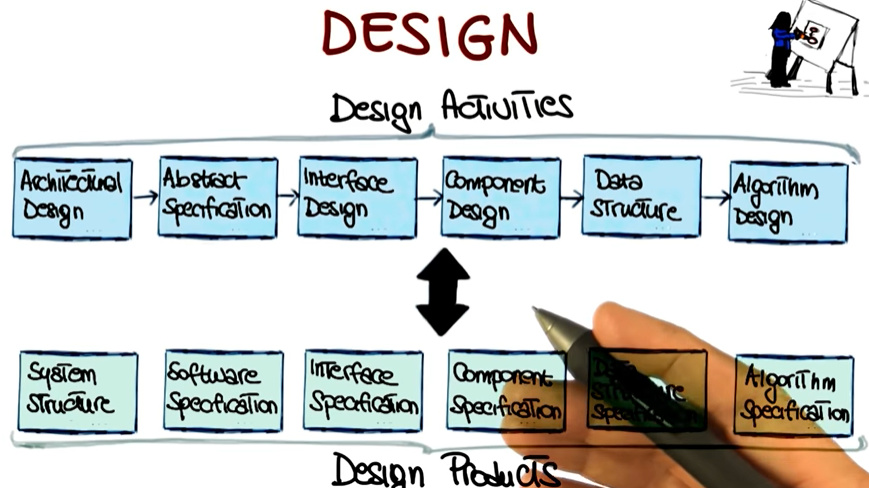 DESIGN
Design Activities
Architectural
Design
Abstract
Specification
Interface
Design
Component
Design
Data
Structure
Algorithm
Design
System
Structure
Software
Specification
Interface
Specification
Component
Specification
Data
Structure
Specification
Algorithm
Specification
Design Products